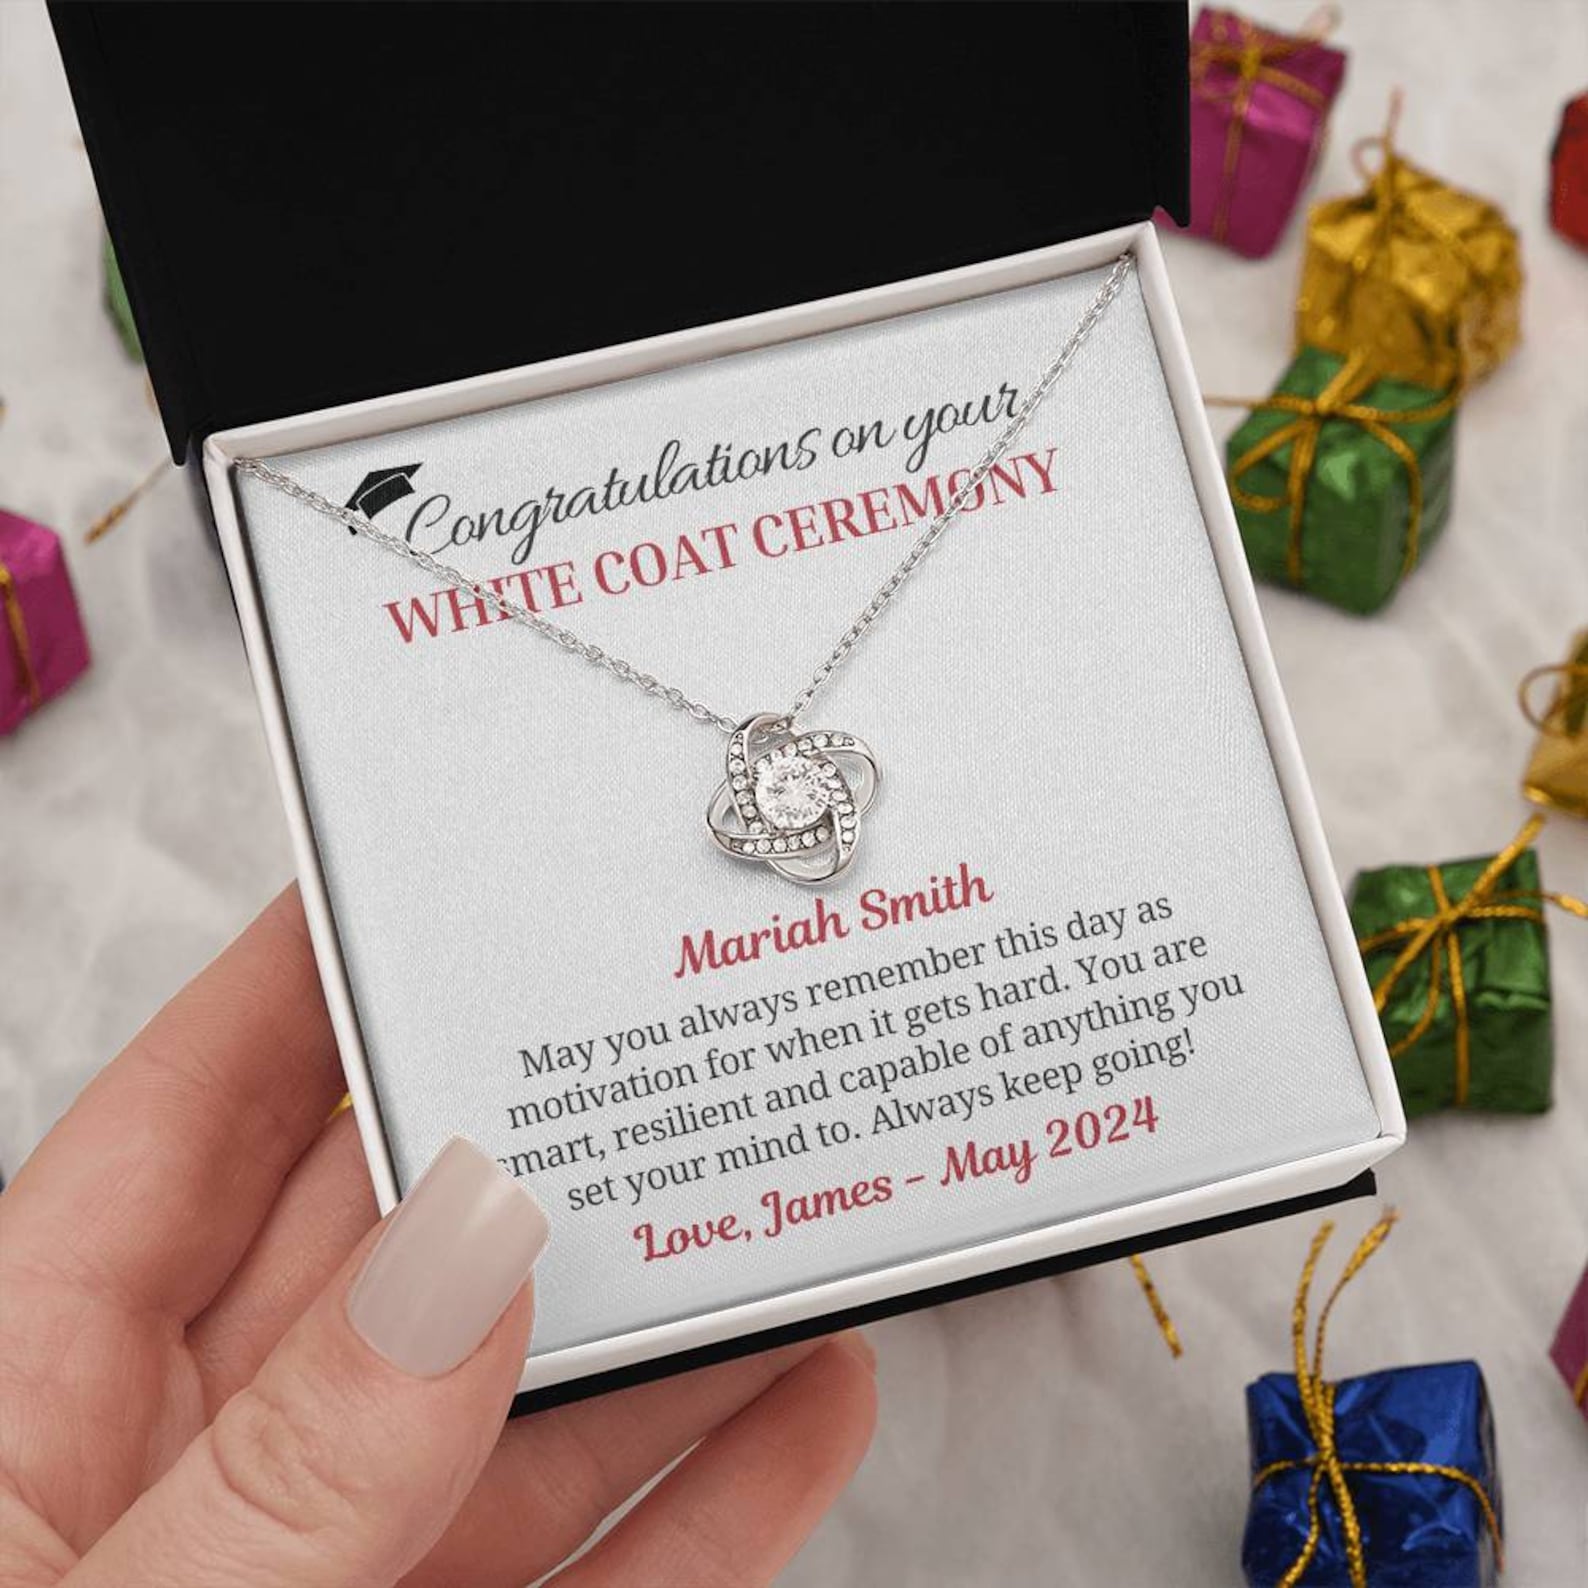 Congratulations on your
WHITE COAT CEREMONY
Mariah Smith
May you always remember this day as
motivation for when it gets hard. You are
smart, resilient and capable of anything you
set your mind to. Always keep going!
Love, James – May 2024